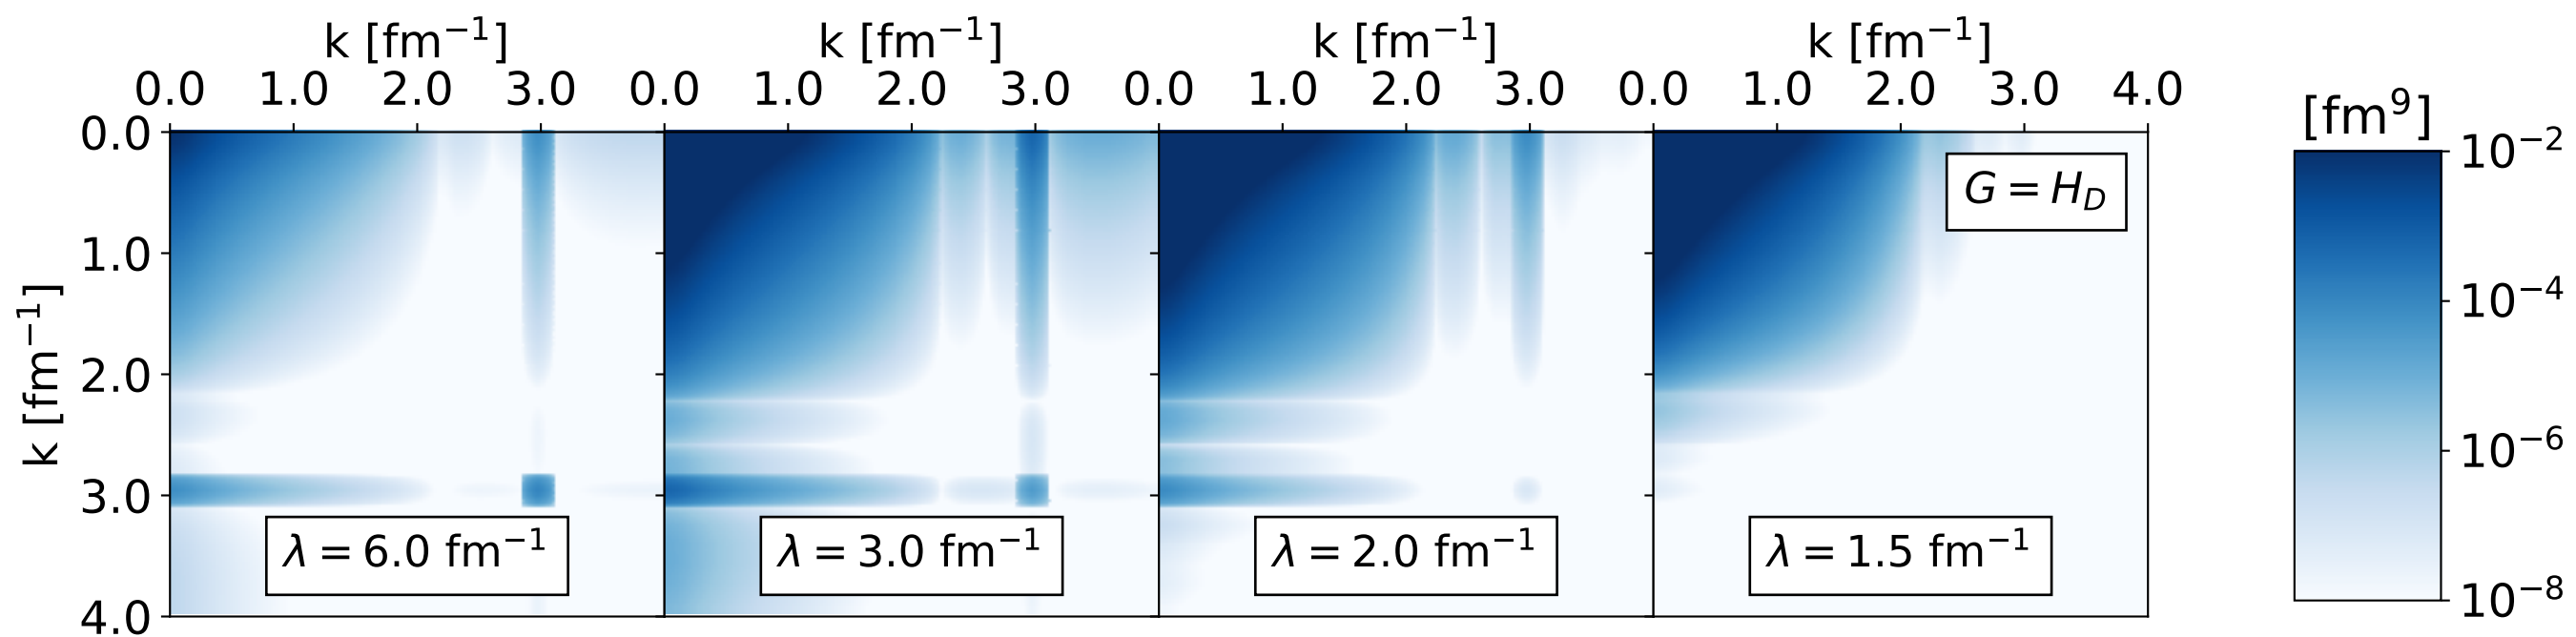 k [fm⁻¹] k [fm⁻¹] k [fm⁻¹] k [fm⁻¹]
0.0 1.0 2.0 3.0 0.0 1.0 2.0 3.0 0.0 1.0 2.0 3.0 0.0 1.0 2.0 3.0 4.0
k [fm⁻¹]
0.0
1.0
2.0
3.0
4.0
λ = 6.0 fm⁻¹
λ = 3.0 fm⁻¹
λ = 2.0 fm⁻¹
G = H_D
λ = 1.5 fm⁻¹
[fm⁹]
10⁻²
10⁻⁴
10⁻⁶
10⁻⁸